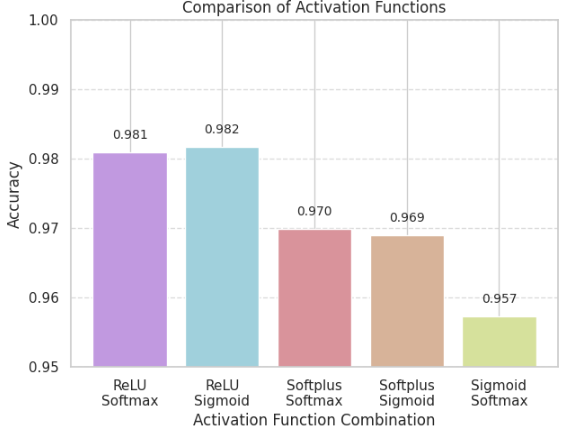 Comparison of Activation Functions
1.00
0.99
0.98
0.97
0.96
0.95
Accuracy
0.981
0.982
0.970
0.969
0.957
ReLU
Softmax
ReLU
Sigmoid
Softplus
Softmax
Softplus
Sigmoid
Sigmoid
Softmax
Activation Function Combination